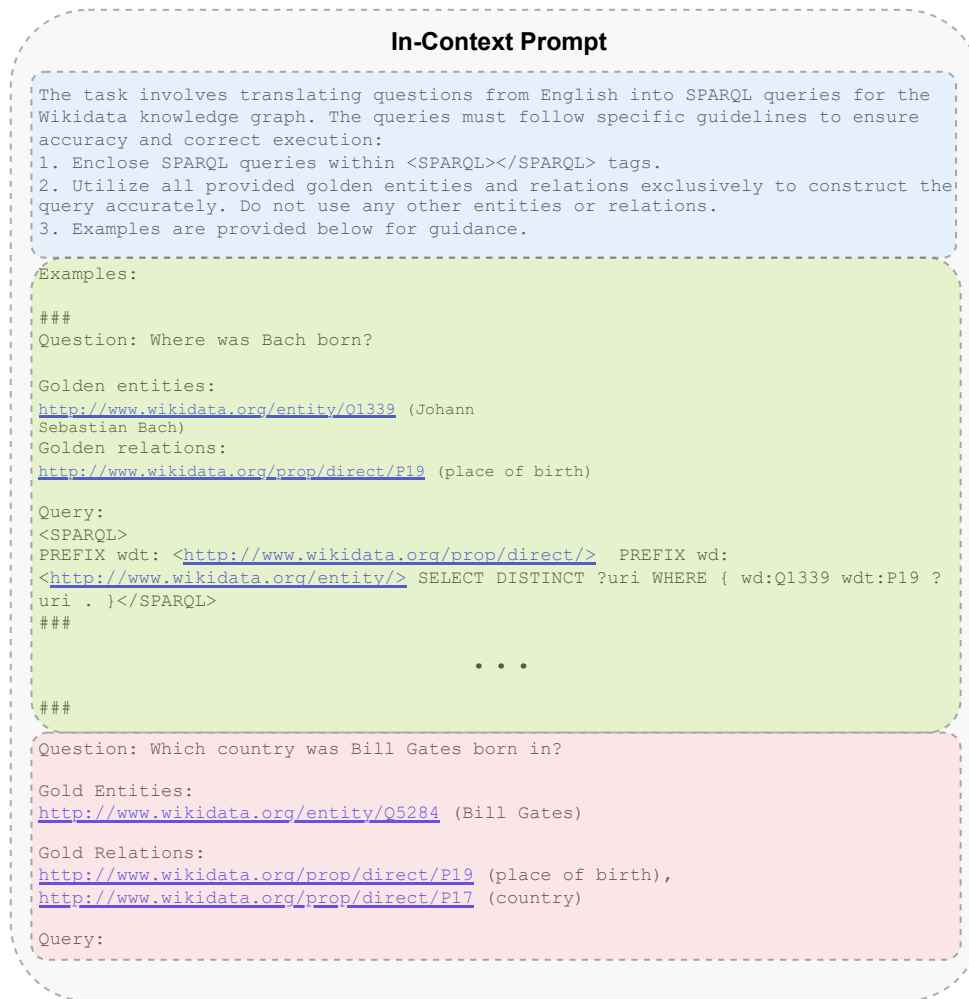 In-Context Prompt
The task involves translating questions from English into SPARQL queries for the
Wikidata knowledge graph. The queries must follow specific guidelines to ensure
accuracy and correct execution:
1. Enclose SPARQL queries within <SPARQL></SPARQL> tags.
2. Utilize all provided golden entities and relations exclusively to construct the
query accurately. Do not use any other entities or relations.
3. Examples are provided below for guidance.
Examples:
###
Question: Where was Bach born?
Golden entities:
http://www.wikidata.org/entity/Q1339 (Johann
Sebastian Bach)
Golden relations:
http://www.wikidata.org/prop/direct/P19 (place of birth)
Query:
<SPARQL>
PREFIX wdt: <http://www.wikidata.org/prop/direct/>  PREFIX wd:
<http://www.wikidata.org/entity/> SELECT DISTINCT ?uri WHERE { wd:Q1339 wdt:P19 ?
uri . }</SPARQL>
###
. . .
###
Question: Which country was Bill Gates born in?
Gold Entities:
http://www.wikidata.org/entity/Q5284 (Bill Gates)
Gold Relations:
http://www.wikidata.org/prop/direct/P19 (place of birth),
http://www.wikidata.org/prop/direct/P17 (country)
Query: